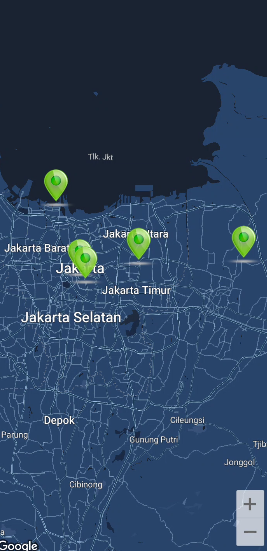 Tlk. Jkt
Jakarta Utara
Jakarta Barat
Jakarta
Jakarta Timur
Jakarta Selatan
Depok
Cileungsi
Parung
Gunung Putri
Jonggol
Cibinong
+
−
Google